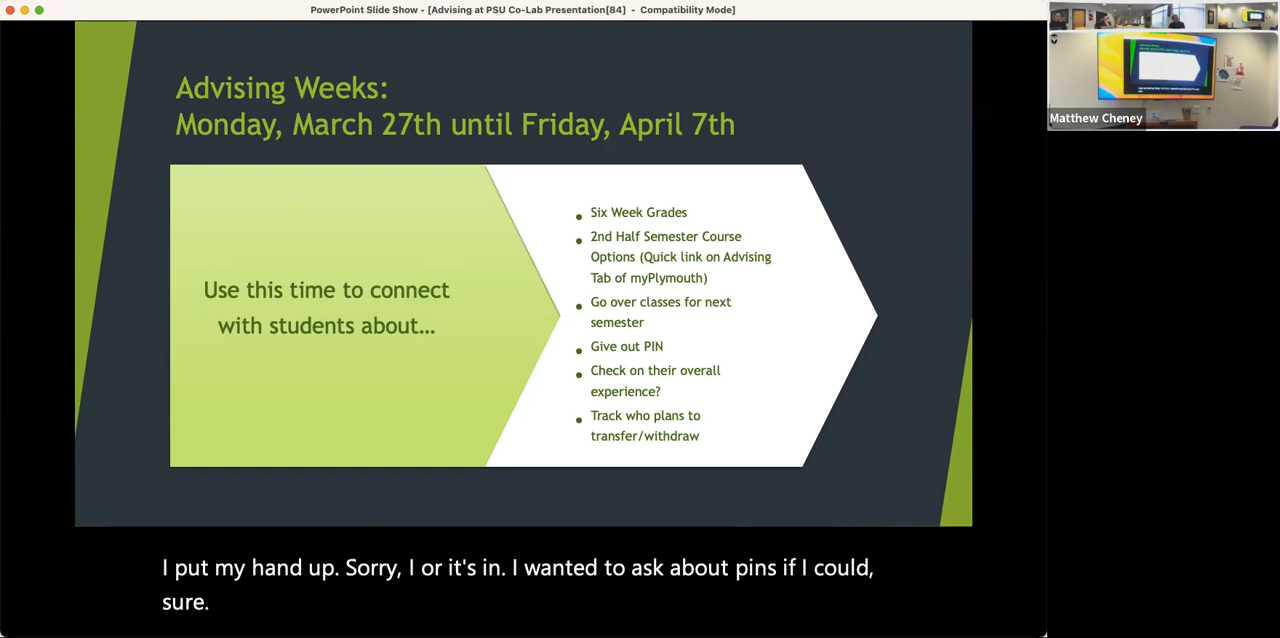 PowerPoint Slide Show - [Advising at PSU Co-Lab Presentation[84] - Compatibility Mode]
Advising Weeks:
Monday, March 27th until Friday, April 7th
Use this time to connect
with students about...
• Six Week Grades
• 2nd Half Semester Course
Options (Quick link on Advising
Tab of myPlymouth)
• Go over classes for next
semester
• Give out PIN
• Check on their overall
experience?
• Track who plans to
transfer/withdraw
Matthew Cheney
I put my hand up. Sorry, I or it's in. I wanted to ask about pins if I could,
sure.